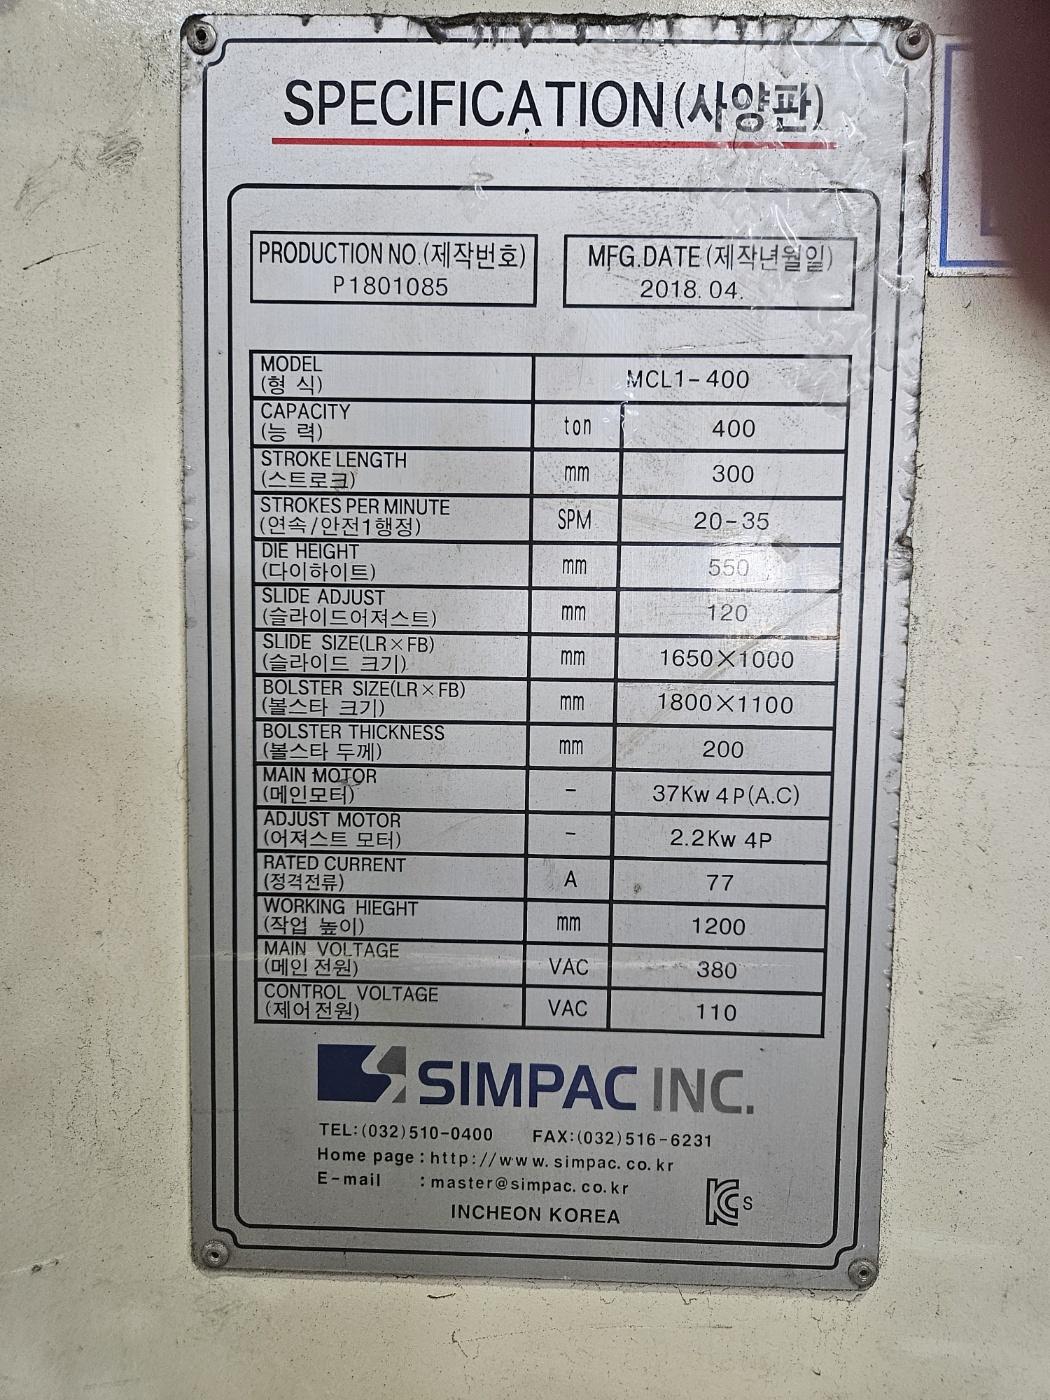 SPECIFICATION(사양판)
PRODUCTION NO.(제작번호)
P1801085
MFG.DATE(제작년월일)
2018. 04.
MODEL
(형 식)
MCL1-400
CAPACITY
(능 력)
ton
400
STROKE LENGTH
(스트로크)
mm
300
STROKES PER MINUTE
(연속/안전1행정)
SPM
20-35
DIE HEIGHT
(다이하이트)
mm
550
SLIDE ADJUST
(슬라이드어져스트)
mm
120
SLIDE SIZE(LR×FB)
(슬라이드 크기)
mm
1650×1000
BOLSTER SIZE(LR×FB)
(볼스타 크기)
mm
1800×1100
BOLSTER THICKNESS
(볼스타 두께)
mm
200
MAIN MOTOR
(메인모터)
-
37Kw 4P(A.C)
ADJUST MOTOR
(어져스트 모터)
-
2.2Kw 4P
RATED CURRENT
(정격전류)
A
77
WORKING HIEGHT
(작업 높이)
mm
1200
MAIN VOLTAGE
(메인 전원)
VAC
380
CONTROL VOLTAGE
(제어전원)
VAC
110
SIMPAC INC.
TEL:(032)510-0400 FAX:(032)516-6231
Home page : http://www.simpac.co.kr
E-mail : master@simpac.co.kr
INCHEON KOREA
KC S